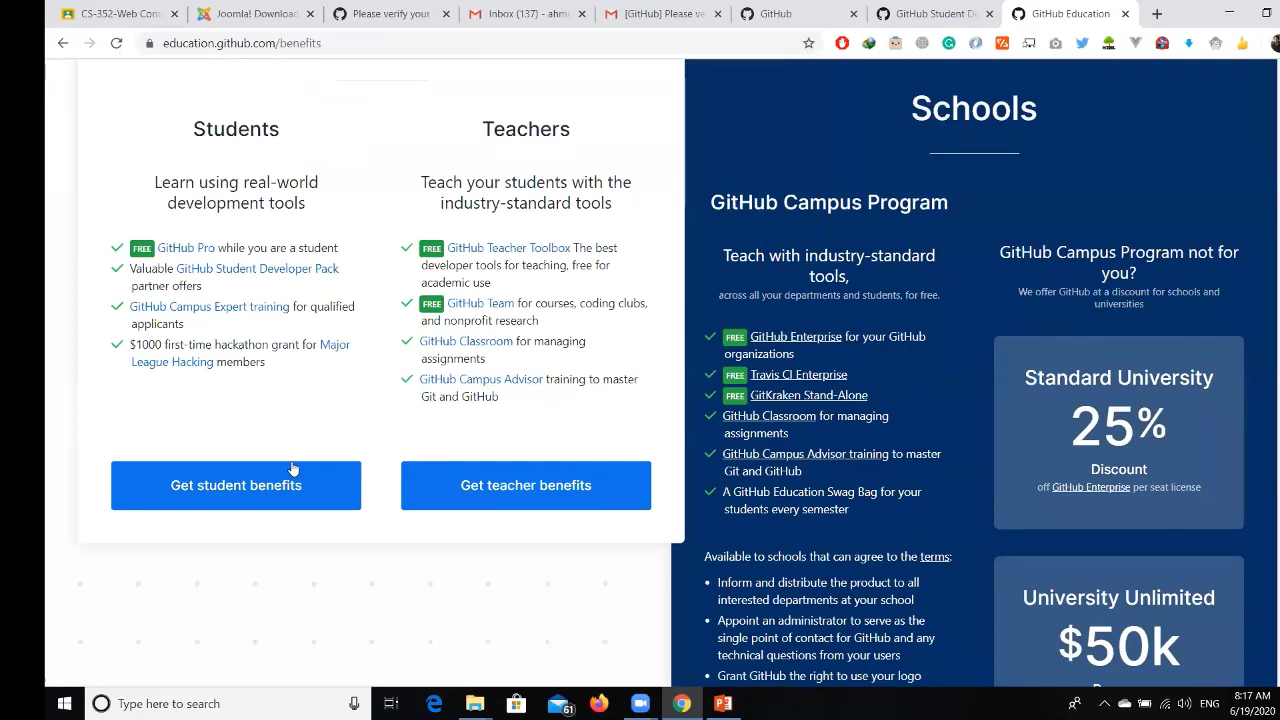 CS-352-Web Con
Joomla! Download
Please verify your
(137) - ahme
[GitHub] Please ve
GitHub
GitHub Student De
GitHub Education
education.github.com/benefits
Students
Learn using real-world
development tools
FREE GitHub Pro while you are a student
Valuable GitHub Student Developer Pack
partner offers
GitHub Campus Expert training for qualified
applicants
$1000 first-time hackathon grant for Major
League Hacking members
Get student benefits
Teachers
Teach your students with the
industry-standard tools
FREE GitHub Teacher Toolbox The best
developer tools for teaching, free for
academic use
FREE GitHub Team for courses, coding clubs,
and nonprofit research
GitHub Classroom for managing
assignments
GitHub Campus Advisor training to master
Git and GitHub
Get teacher benefits
Schools
GitHub Campus Program
Teach with industry-standard
tools,
across all your departments and students, for free.
FREE GitHub Enterprise for your GitHub
organizations
FREE Travis CI Enterprise
FREE GitKraken Stand-Alone
GitHub Classroom for managing
assignments
GitHub Campus Advisor training to master
Git and GitHub
A GitHub Education Swag Bag for your
students every semester
Available to schools that can agree to the terms:
• Inform and distribute the product to all
interested departments at your school
• Appoint an administrator to serve as the
single point of contact for GitHub and any
technical questions from your users
• Grant GitHub the right to use your logo
GitHub Campus Program not for
you?
We offer GitHub at a discount for schools and
universities
Standard University
25%
Discount
off GitHub Enterprise per seat license
University Unlimited
$50k
Type here to search
61
ENG
8:17 AM
6/19/2020